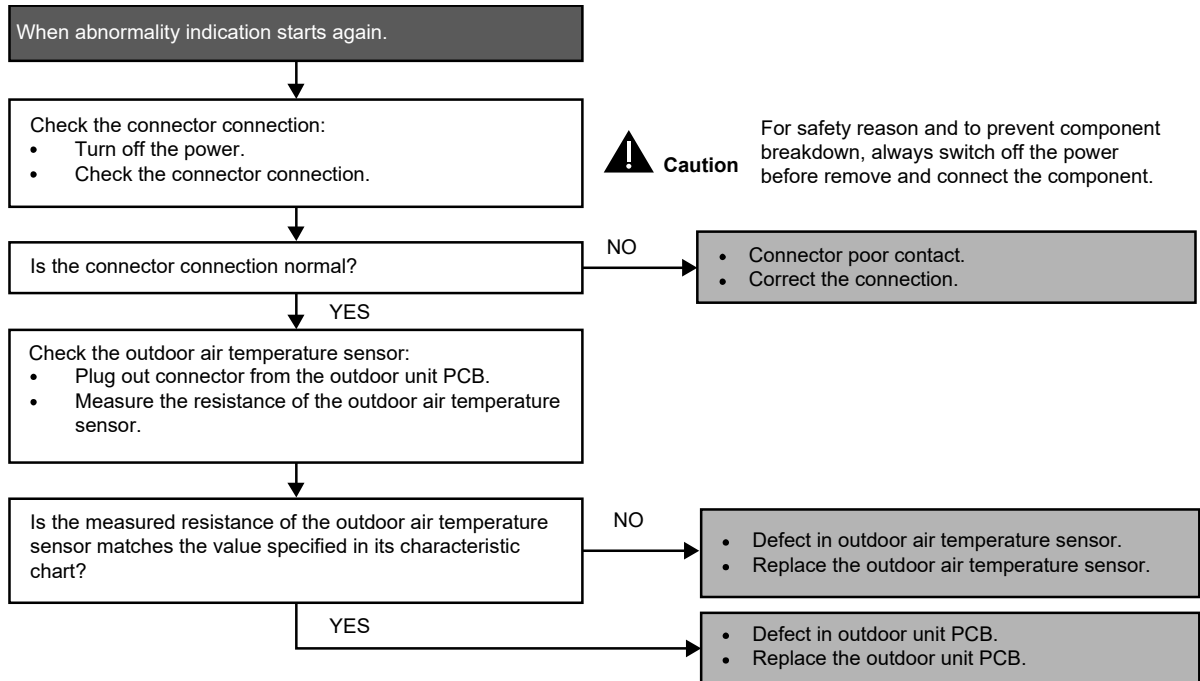 When abnormality indication starts again.
Check the connector connection:
• Turn off the power.
• Check the connector connection.
Caution
For safety reason and to prevent component
breakdown, always switch off the power
before remove and connect the component.
Is the connector connection normal?
NO
• Connector poor contact.
• Correct the connection.
YES
Check the outdoor air temperature sensor:
• Plug out connector from the outdoor unit PCB.
• Measure the resistance of the outdoor air temperature
sensor.
Is the measured resistance of the outdoor air temperature
sensor matches the value specified in its characteristic
chart?
NO
• Defect in outdoor air temperature sensor.
• Replace the outdoor air temperature sensor.
YES
• Defect in outdoor unit PCB.
• Replace the outdoor unit PCB.